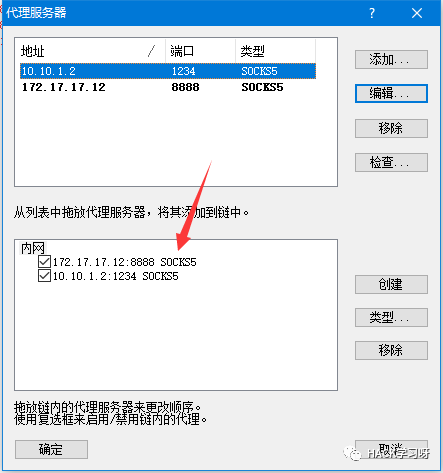 代理服务器
地址 / 端口 类型
10.10.1.2 1234 SOCKS5
172.17.17.12 8888 SOCKS5
添加...
编辑...
移除
检查...
从列表中拖放代理服务器，将其添加到链中。
内网
172.17.17.12:8888 SOCKS5
10.10.1.2:1234 SOCKS5
创建
类型...
移除
拖放链内的代理服务器来更改顺序。
使用复选框来启用/禁用链内的代理。
确定
取消
HACK学习呀